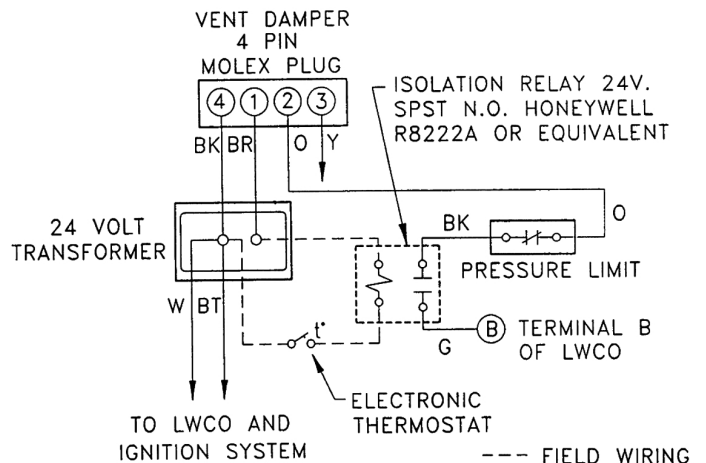 VENT DAMPER
4 PIN
MOLEX PLUG
4 1 2 3
BK BR O Y
ISOLATION RELAY 24V.
SPST N.O. HONEYWELL
R8222A OR EQUIVALENT
24 VOLT
TRANSFORMER
BK
O
PRESSURE LIMIT
W BT
t°
G
B
TERMINAL B
OF LWCO
ELECTRONIC
THERMOSTAT
TO LWCO AND
IGNITION SYSTEM
--- FIELD WIRING